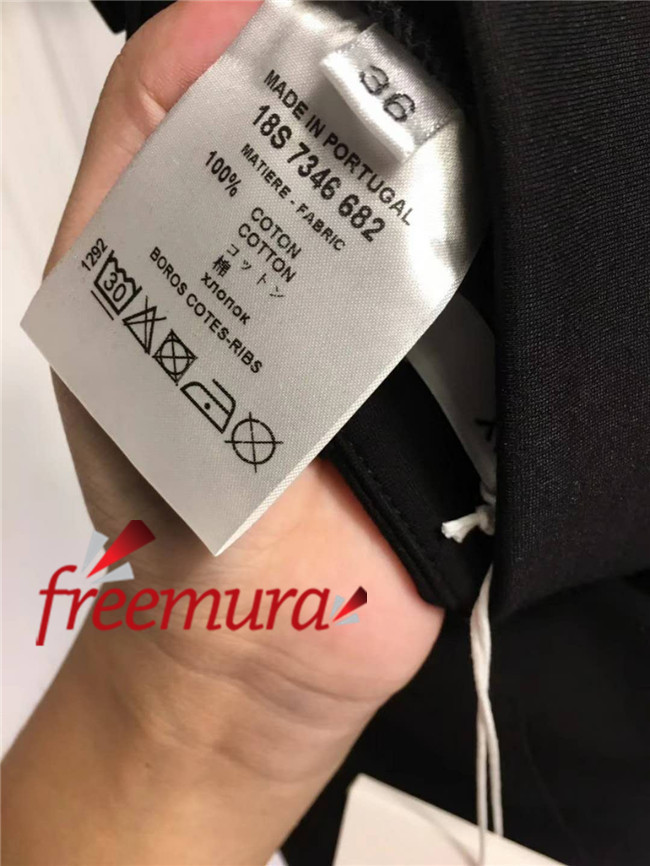 36
MADE IN PORTUGAL
18S 7346 682
MATIERE - FABRIC
100%
COTON
COTTON
コットン
棉
хлопок
BOROS COTES-RIBS
1292
30
freemura